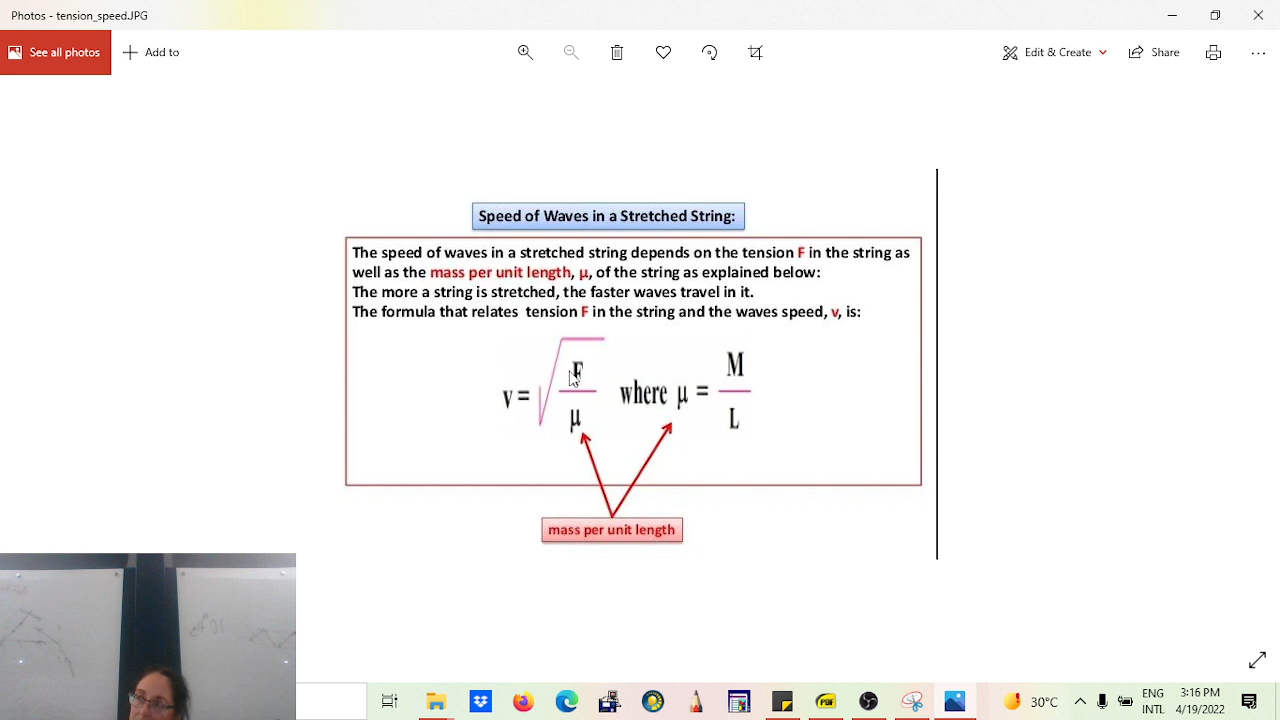 Photos - tension_speed.JPG
See all photos
Add to
Edit & Create
Share
Speed of Waves in a Stretched String:
The speed of waves in a stretched string depends on the tension F in the string as
well as the mass per unit length, μ, of the string as explained below:
The more a string is stretched, the faster waves travel in it.
The formula that relates tension F in the string and the waves speed, v, is:
v = √ F / μ where μ = M / L
mass per unit length
PDF
30°C
ENG
INTL
3:16 PM
4/19/2022